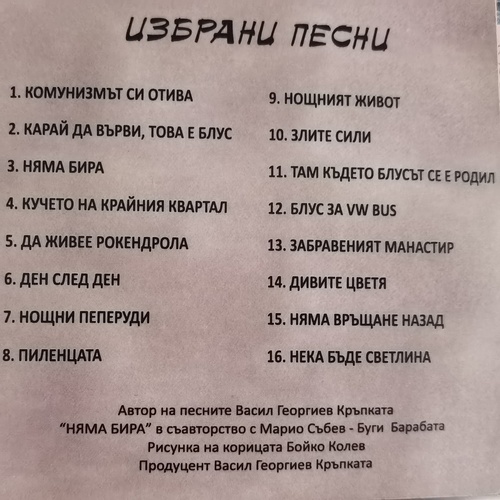 ИЗБРАНИ ПЕСНИ
1. КОМУНИЗМЪТ СИ ОТИВА
2. КАРАЙ ДА ВЪРВИ, ТОВА Е БЛУС
3. НЯМА БИРА
4. КУЧЕТО НА КРАЙНИЯ КВАРТАЛ
5. ДА ЖИВЕЕ РОКЕНДРОЛА
6. ДЕН СЛЕД ДЕН
7. НОЩНИ ПЕПЕРУДИ
8. ПИЛЕНЦАТА
9. НОЩНИЯТ ЖИВОТ
10. ЗЛИТЕ СИЛИ
11. ТАМ КЪДЕТО БЛУСЪТ СЕ Е РОДИЛ
12. БЛУС ЗА VW BUS
13. ЗАБРАВЕНИЯТ МАНАСТИР
14. ДИВИТЕ ЦВЕТЯ
15. НЯМА ВРЪЩАНЕ НАЗАД
16. НЕКА БЪДЕ СВЕТЛИНА
Автор на песните Васил Георгиев Кръпката
"НЯМА БИРА" в съавторство с Марио Събев - Буги Барабата
Рисунка на корицата Бойко Колев
Продуцент Васил Георгиев Кръпката